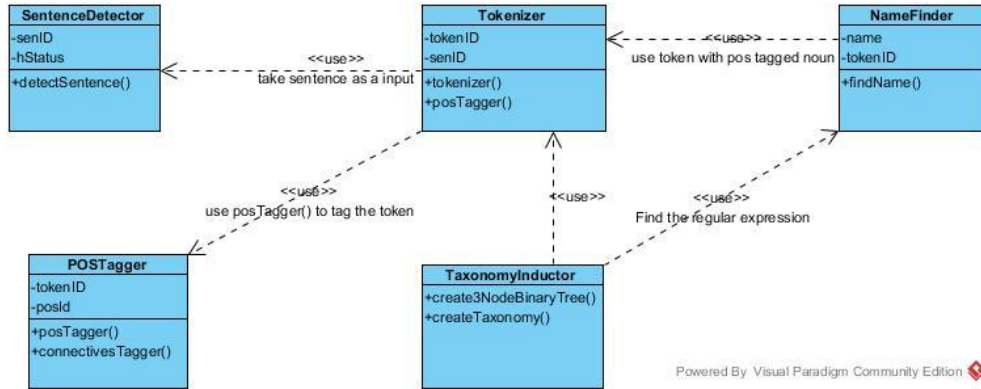 SentenceDetector
-senID
-hStatus
+detectSentence()
<<use>>
take sentence as a input
Tokenizer
-tokenID
-senID
+tokenizer()
+posTagger()
<<use>>
use token with pos tagged noun
NameFinder
-name
-tokenID
+findName()
<<use>>
use posTagger() to tag the token
<<use>>
<<use>>
Find the regular expression
POSTagger
-tokenID
-posId
+posTagger()
+connectivesTagger()
TaxonomyInductor
+create3NodeBinaryTree()
+createTaxonomy()
Powered By Visual Paradigm Community Edition